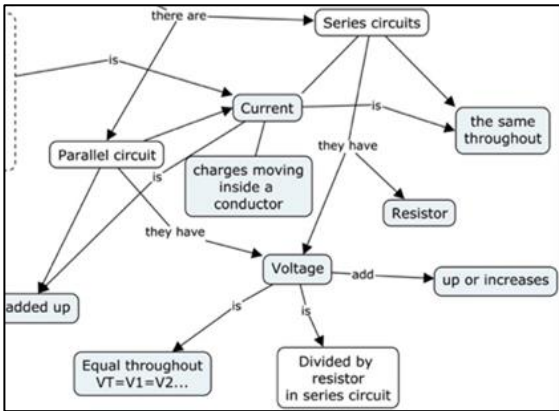 there are
Series circuits
is
Current
is
the same
throughout
Parallel circuit
is
charges moving
inside a
conductor
they have
Resistor
they have
Voltage
add
up or increases
added up
is
is
Equal throughout
VT=V1=V2...
Divided by
resistor
in series circuit